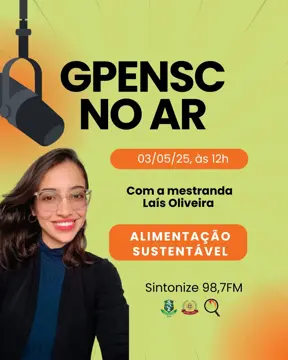 GPENSC
NO AR
03/05/25, às 12h
Com a mestranda
Laís Oliveira
ALIMENTAÇÃO
SUSTENTÁVEL
Sintonize 98,7FM